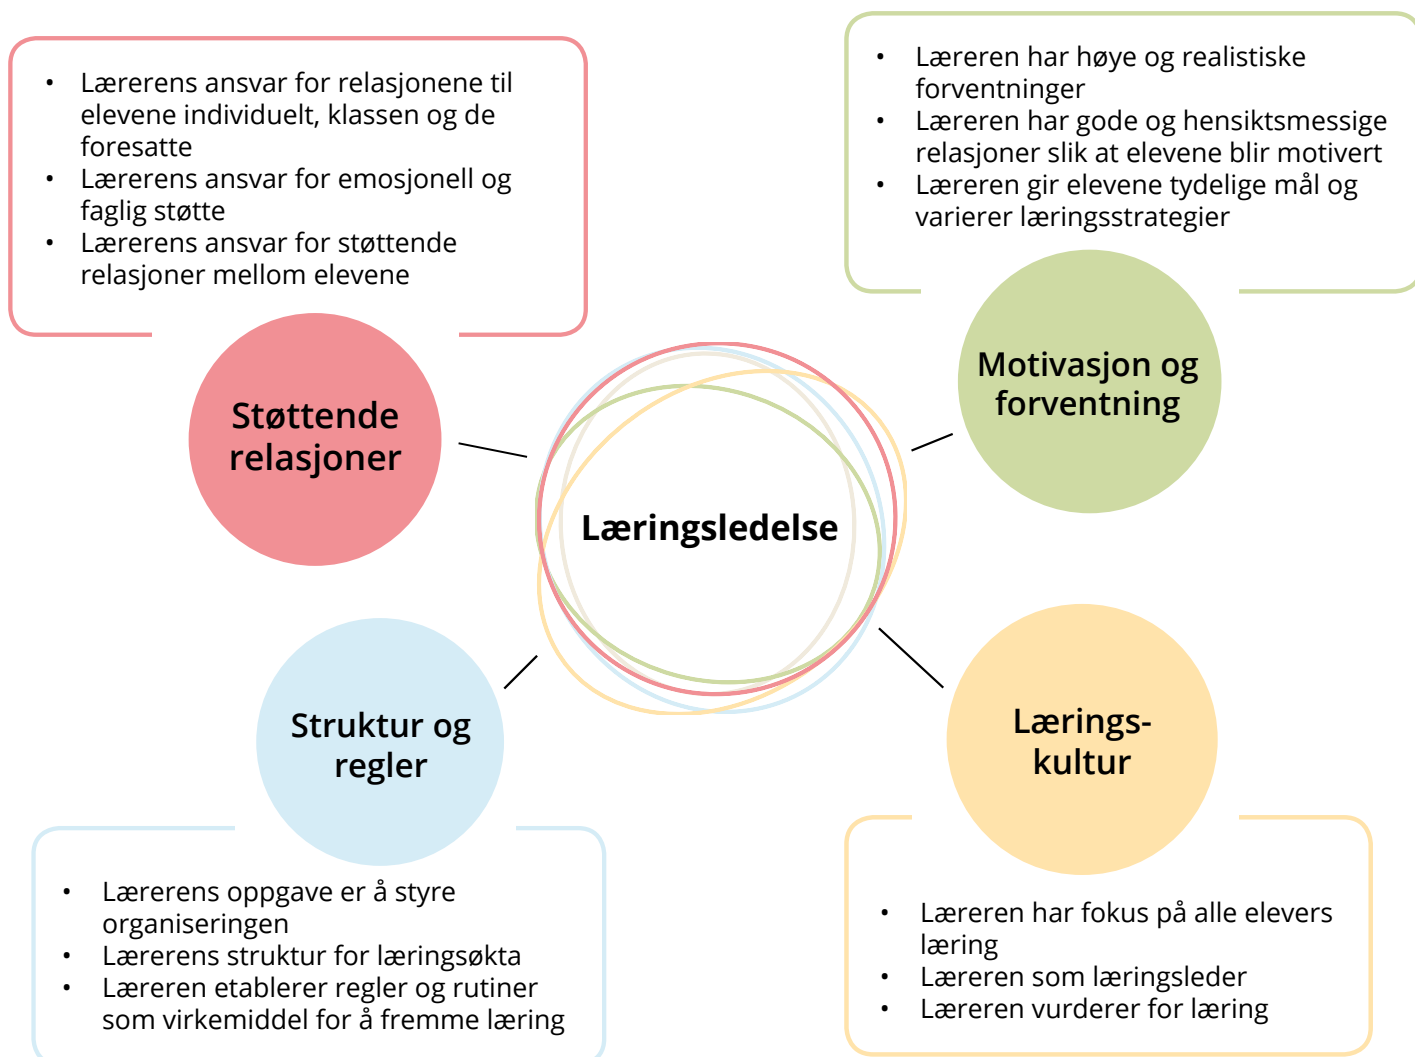 • Lærerens ansvar for relasjonene til
elevene individuelt, klassen og de
foresatte
• Lærerens ansvar for emosjonell og
faglig støtte
• Lærerens ansvar for støttende
relasjoner mellom elevene
Støttende
relasjoner
• Læreren har høye og realistiske
forventninger
• Læreren har gode og hensiktsmessige
relasjoner slik at elevene blir motivert
• Læreren gir elevene tydelige mål og
varierer læringsstrategier
Motivasjon og
forventning
Læringsledelse
Struktur og
regler
• Lærerens oppgave er å styre
organiseringen
• Lærerens struktur for læringsøkta
• Læreren etablerer regler og rutiner
som virkemiddel for å fremme læring
Lærings-
kultur
• Læreren har fokus på alle elevers
læring
• Læreren som læringsleder
• Læreren vurderer for læring